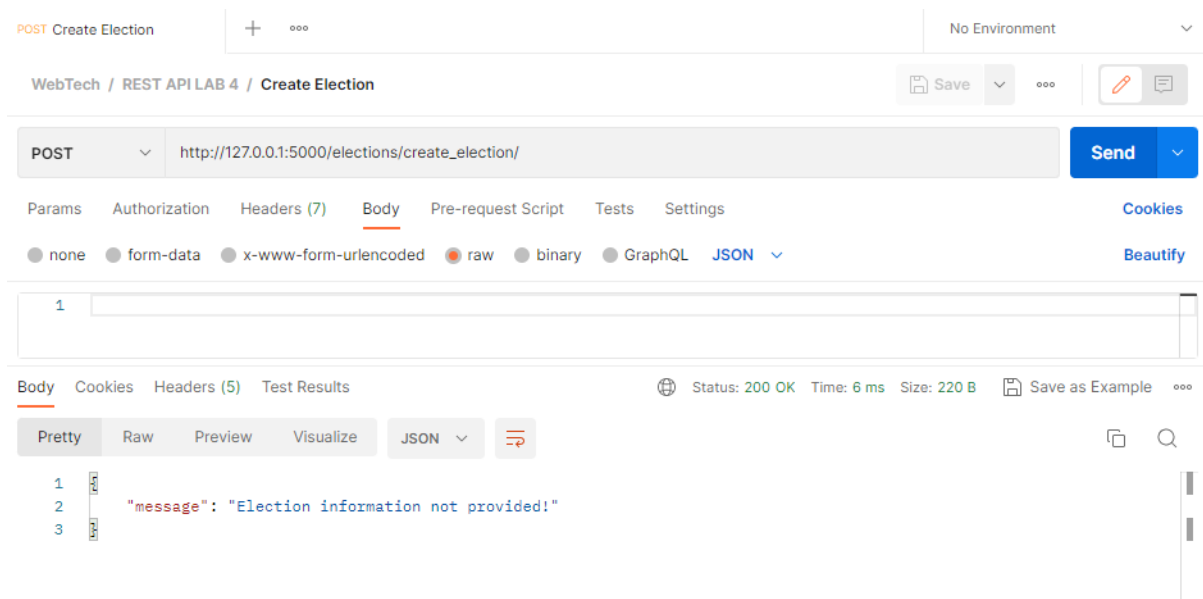 POST Create Election
No Environment
WebTech / REST API LAB 4 / Create Election
Save
POST http://127.0.0.1:5000/elections/create_election/ Send
Params Authorization Headers (7) Body Pre-request Script Tests Settings Cookies
none form-data x-www-form-urlencoded raw binary GraphQL JSON Beautify
1
Body Cookies Headers (5) Test Results Status: 200 OK Time: 6 ms Size: 220 B Save as Example
Pretty Raw Preview Visualize JSON
1 {
2 "message": "Election information not provided!"
3 }